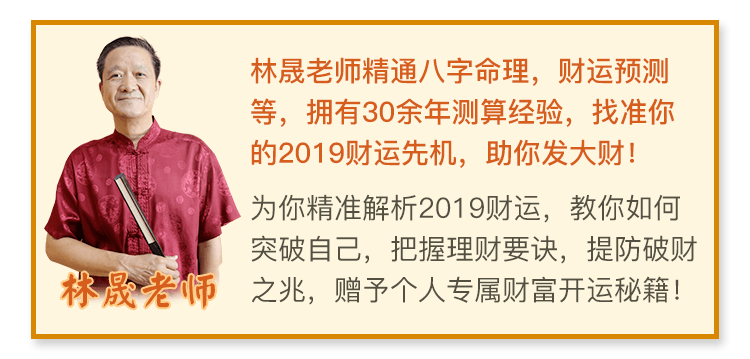 林晟老师精通八字命理，财运预测
等，拥有30余年测算经验，找准你
的2019财运先机，助你发大财！
为你精准解析2019财运，教你如何
突破自己，把握理财要诀，提防破财
之兆，赠予个人专属财富开运秘籍！
林晟老师